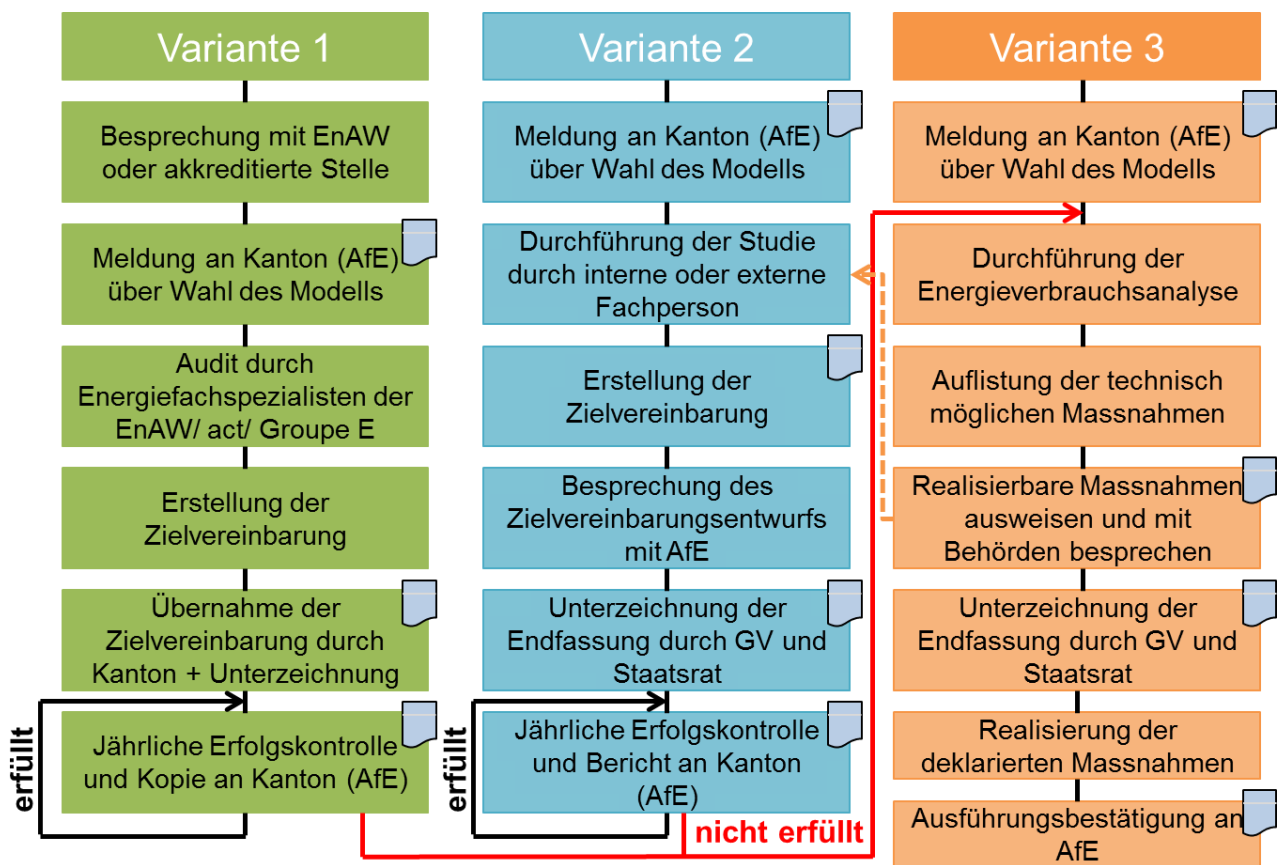 Variante 1
Besprechung mit EnAW
oder akkreditierte Stelle
Meldung an Kanton (AfE)
über Wahl des Modells
Audit durch
Energiefachspezialisten der
EnAW/ act/ Groupe E
Erstellung der
Zielvereinbarung
Übernahme der
Zielvereinbarung durch
Kanton + Unterzeichnung
erfüllt
Jährliche Erfolgskontrolle
und Kopie an Kanton (AfE)
Variante 2
Meldung an Kanton (AfE)
über Wahl des Modells
Durchführung der Studie
durch interne oder externe
Fachperson
Erstellung der
Zielvereinbarung
Besprechung des
Zielvereinbarungsentwurfs
mit AfE
Unterzeichnung der
Endfassung durch GV und
Staatsrat
erfüllt
Jährliche Erfolgskontrolle
und Bericht an Kanton
(AfE)
nicht erfüllt
Variante 3
Meldung an Kanton (AfE)
über Wahl des Modells
Durchführung der
Energieverbrauchsanalyse
Auflistung der technisch
möglichen Massnahmen
Realisierbare Massnahmen
ausweisen und mit
Behörden besprechen
Unterzeichnung der
Endfassung durch GV und
Staatsrat
Realisierung der
deklarierten Massnahmen
Ausführungsbestätigung an
AfE